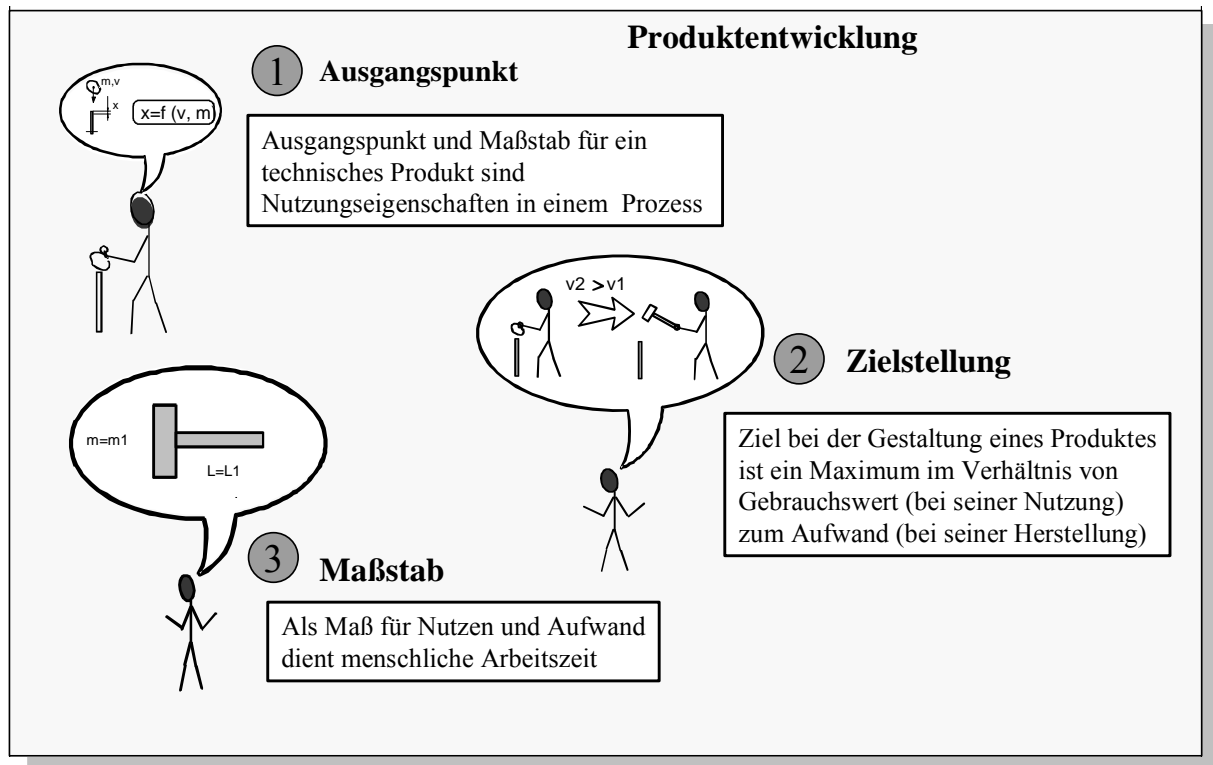 Produktentwicklung
1 Ausgangspunkt
m,v
x
x=f (v, m)
Ausgangspunkt und Maßstab für ein
technisches Produkt sind
Nutzungseigenschaften in einem Prozess
v2 >v1
2 Zielstellung
Ziel bei der Gestaltung eines Produktes
ist ein Maximum im Verhältnis von
Gebrauchswert (bei seiner Nutzung)
zum Aufwand (bei seiner Herstellung)
m=m1
L=L1
3 Maßstab
Als Maß für Nutzen und Aufwand
dient menschliche Arbeitszeit